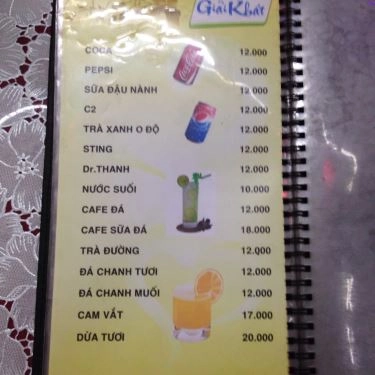 Giải Khát
COCA 12.000
PEPSI 12.000
SỮA ĐẬU NÀNH 12.000
C2 12.000
TRÀ XANH O ĐỘ 12.000
STING 12.000
Dr.THANH 12.000
NƯỚC SUỐI 10.000
CAFE ĐÁ 12.000
CAFE SỮA ĐÁ 18.000
TRÀ ĐƯỜNG 12.000
ĐÁ CHANH TƯƠI 12.000
ĐÁ CHANH MUỐI 12.000
CAM VẮT 17.000
DỪA TƯƠI 20.000